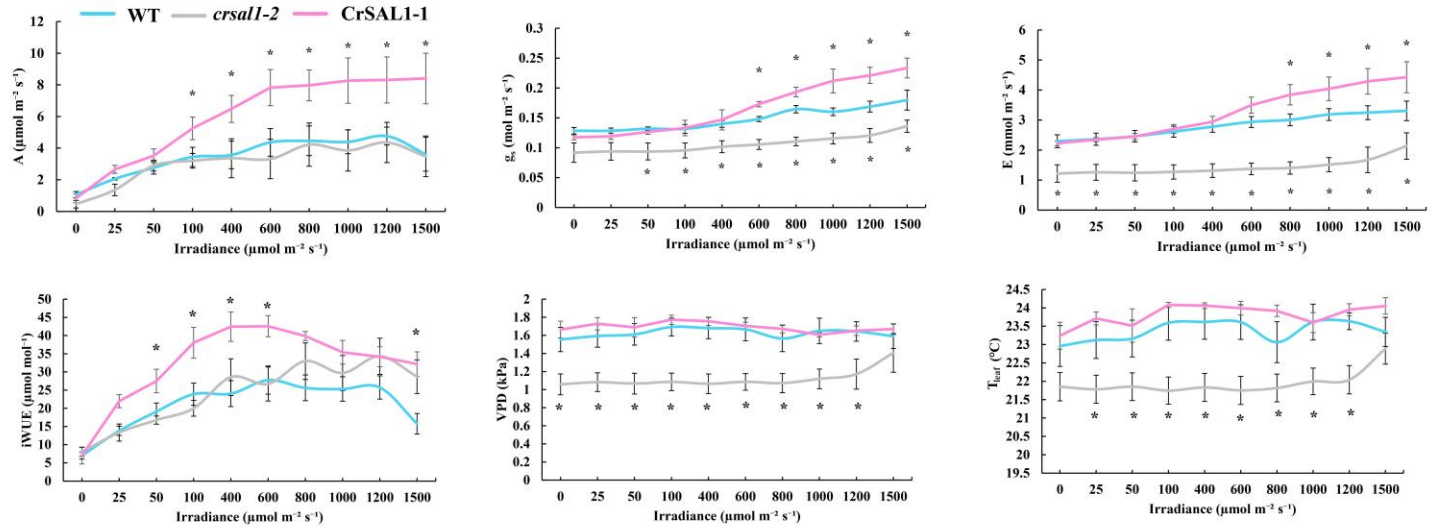 WT crsal1-2 CrSAL1-1
A (µmol m⁻² s⁻¹)
12
10
8
6
4
2
0
* * * * * * *
0 25 50 100 400 600 800 1000 1200 1500
Irradiance (µmol m⁻² s⁻¹)
gs (mol m⁻² s⁻¹)
0.3
0.25
0.2
0.15
0.1
0.05
0
* * * * *
* * * * * * * *
0 25 50 100 400 600 800 1000 1200 1500
Irradiance (µmol m⁻² s⁻¹)
E (mmol m⁻² s⁻¹)
6
5
4
3
2
1
0
* * * *
* * * * * * * * * *
0 25 50 100 400 600 800 1000 1200 1500
Irradiance (µmol m⁻² s⁻¹)
iWUE (µmol mol⁻¹)
50
45
40
35
30
25
20
15
10
5
0
* * * * *
0 25 50 100 400 600 800 1000 1200 1500
Irradiance (µmol m⁻² s⁻¹)
VPD (kPa)
2
1.8
1.6
1.4
1.2
1
0.8
0.6
0.4
0.2
0
* * * * * * * * *
0 25 50 100 400 600 800 1000 1200 1500
Irradiance (µmol m⁻² s⁻¹)
Tleaf (°C)
24.5
24
23.5
23
22.5
22
21.5
21
20.5
20
19.5
* * * * * * * *
0 25 50 100 400 600 800 1000 1200 1500
Irradiance (µmol m⁻² s⁻¹)